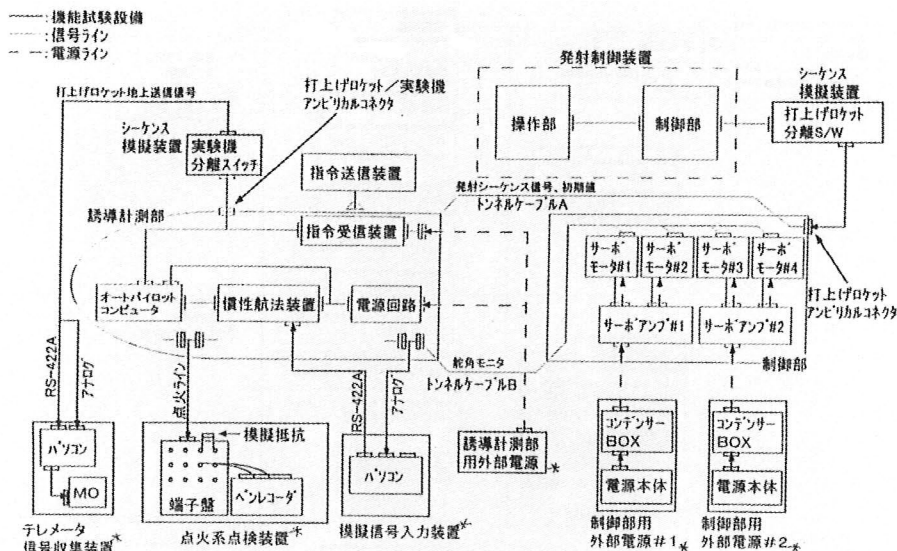 :機能試験設備
:信号ライン
:電源ライン
発射制御装置
操作部
制御部
シーケンス
模擬装置
打上げロケット
分離S/W
打上げロケット地上送信信号
打上げロケット/実験機
アンビリカルコネクタ
シーケンス
模擬装置
実験機
分離スイッチ
指令送信装置
発射シーケンス信号、初期値
トンネルケーブルA
誘導計測部
指令受信装置
サーボ
モータ#1
サーボ
モータ#2
サーボ
モータ#3
サーボ
モータ#4
オートパイロット
コンピュータ
慣性航法装置
電源回路
サーボアンプ#1
サーボアンプ#2
打上げロケット
アンビリカルコネクタ
舵角モニタ
トンネルケーブルB
制御部
RS-422A
アナログ
点火ライン
RS-422A
アナログ
パソコン
MO
テレメータ
信号収集装置*
模擬抵抗
端子盤
ペンレコーダ
点火系点検装置*
パソコン
模擬信号入力装置*
誘導計測部
用外部電源*
コンデンサー
BOX
電源本体
制御部用
外部電源#1*
コンデンサー
BOX
電源本体
制御部用
外部電源#2*